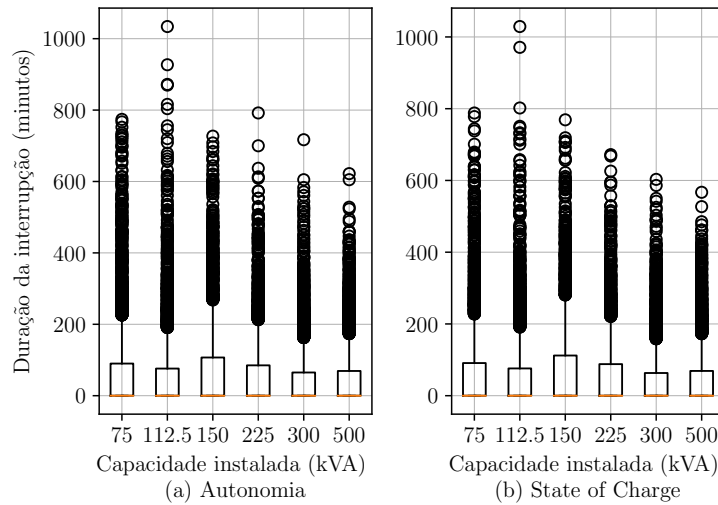 Duração da interrupção (minutos)
1000
800
600
400
200
0
75 112.5 150 225 300 500
Capacidade instalada (kVA)
(a) Autonomia
1000
800
600
400
200
0
75 112.5 150 225 300 500
Capacidade instalada (kVA)
(b) State of Charge